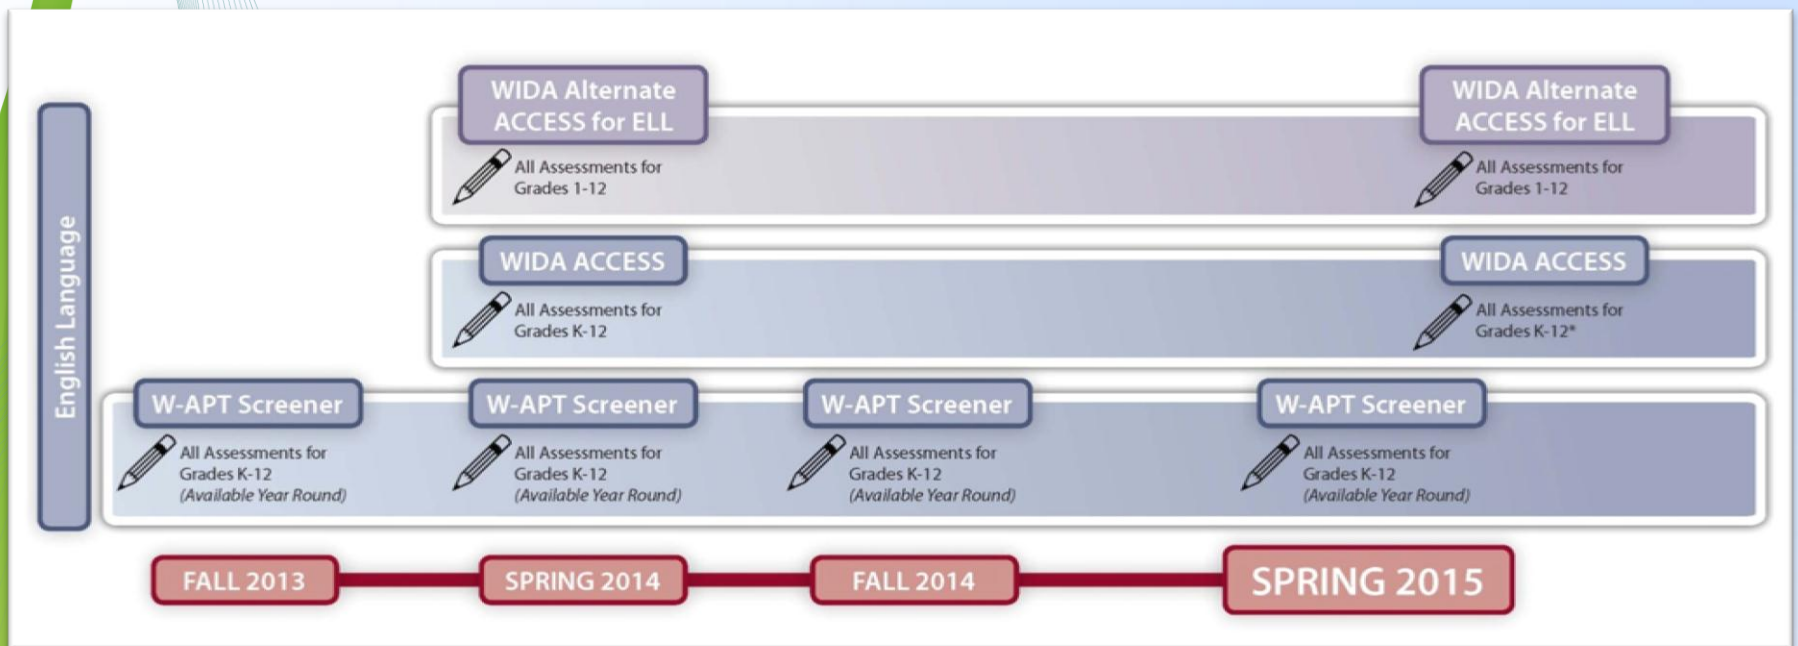 English Language
WIDA Alternate
ACCESS for ELL
All Assessments for
Grades 1-12
WIDA Alternate
ACCESS for ELL
All Assessments for
Grades 1-12
WIDA ACCESS
All Assessments for
Grades K-12
WIDA ACCESS
All Assessments for
Grades K-12*
W-APT Screener
All Assessments for
Grades K-12
(Available Year Round)
W-APT Screener
All Assessments for
Grades K-12
(Available Year Round)
W-APT Screener
All Assessments for
Grades K-12
(Available Year Round)
W-APT Screener
All Assessments for
Grades K-12
(Available Year Round)
FALL 2013
SPRING 2014
FALL 2014
SPRING 2015